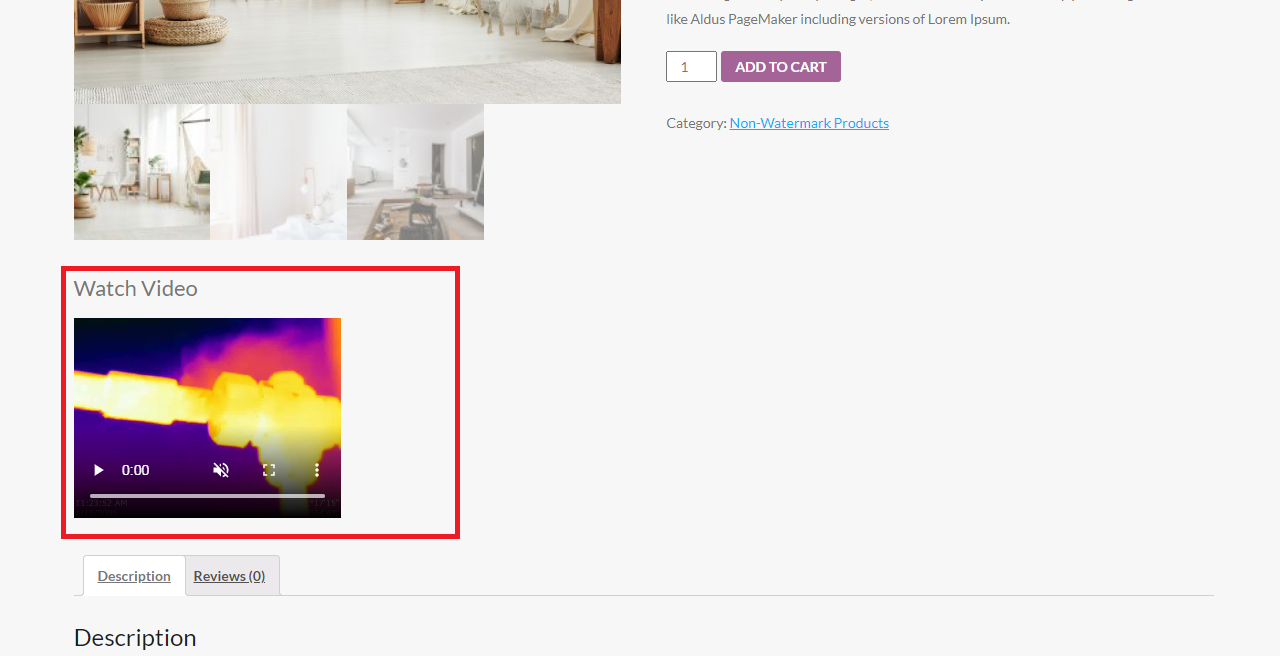 like Aldus PageMaker including versions of Lorem Ipsum.
1
ADD TO CART
Category: Non-Watermark Products
Watch Video
0:00
Description
Reviews (0)
Description